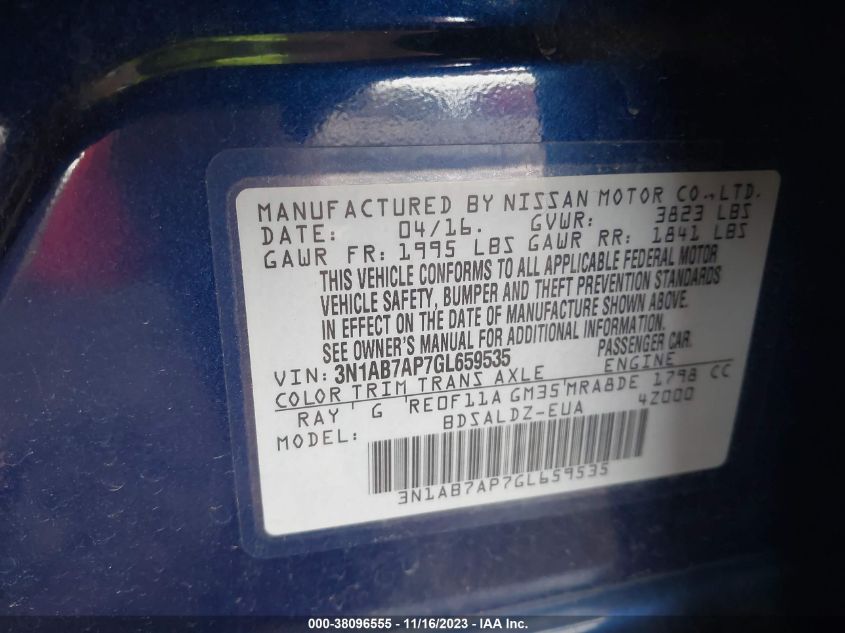 MANUFACTURED BY NISSAN MOTOR CO.,LTD.
DATE: 04/16. GVWR: 3823 LBS
GAWR FR: 1995 LBS GAWR RR: 1841 LBS
THIS VEHICLE CONFORMS TO ALL APPLICABLE FEDERAL MOTOR
VEHICLE SAFETY, BUMPER AND THEFT PREVENTION STANDARDS
IN EFFECT ON THE DATE OF MANUFACTURE SHOWN ABOVE.
SEE OWNER'S MANUAL FOR ADDITIONAL INFORMATION.
VIN: 3N1AB7AP7GL659535 PASSENGER CAR.
COLOR TRIM TRANS AXLE ENGINE
RAY G RE0F11A GM35 MRA8DE 1798 CC
MODEL: BDSALDZ-EUA 4Z000
3N1AB7AP7GL659535
000-38096555 - 11/16/2023 - IAA Inc.